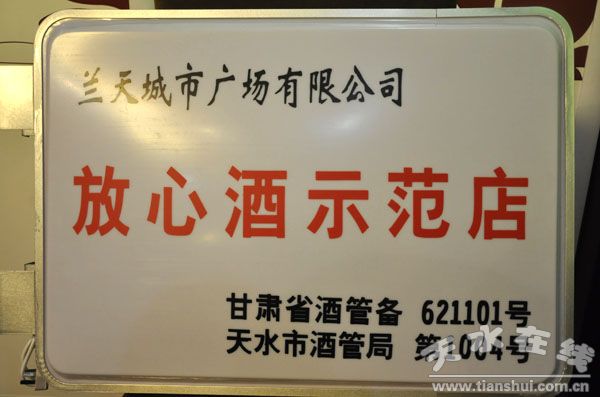 兰天城市广场有限公司
放心酒示范店
甘肃省酒管备 621101号
天水市酒管局 第1004号
天水在线
www.tianshui.com.cn